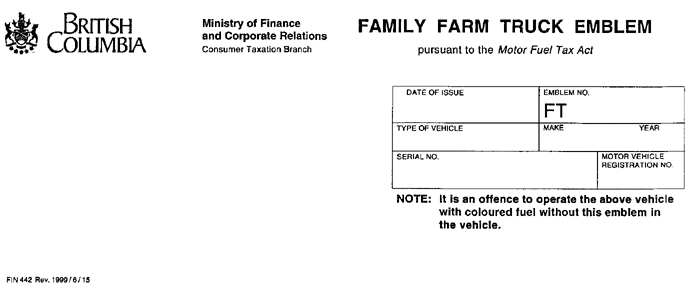 BRITISH
COLUMBIA
Ministry of Finance
and Corporate Relations
Consumer Taxation Branch
FAMILY FARM TRUCK EMBLEM
pursuant to the Motor Fuel Tax Act
DATE OF ISSUE
EMBLEM NO.
FT
TYPE OF VEHICLE
MAKE YEAR
SERIAL NO.
MOTOR VEHICLE
REGISTRATION NO.
NOTE: It is an offence to operate the above vehicle
with coloured fuel without this emblem in
the vehicle.
FIN 442 Rev. 1999/6/15